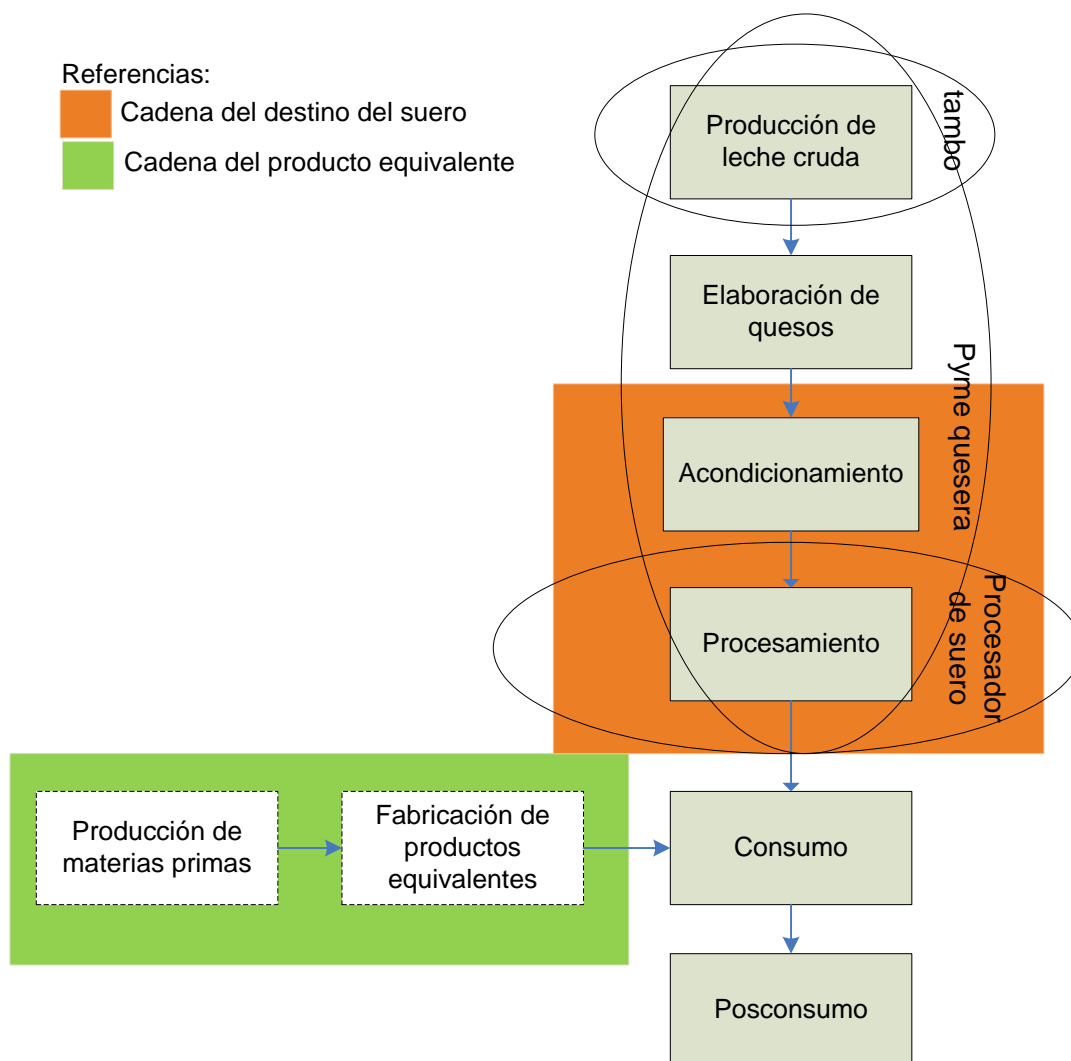 Referencias:
Cadena del destino del suero
Cadena del producto equivalente
Producción de
leche cruda
tambo
Elaboración de
quesos
Pyme quesera
Acondicionamiento
Procesamiento
Procesador
de suero
Producción de
materias primas
Fabricación de
productos
equivalentes
Consumo
Posconsumo